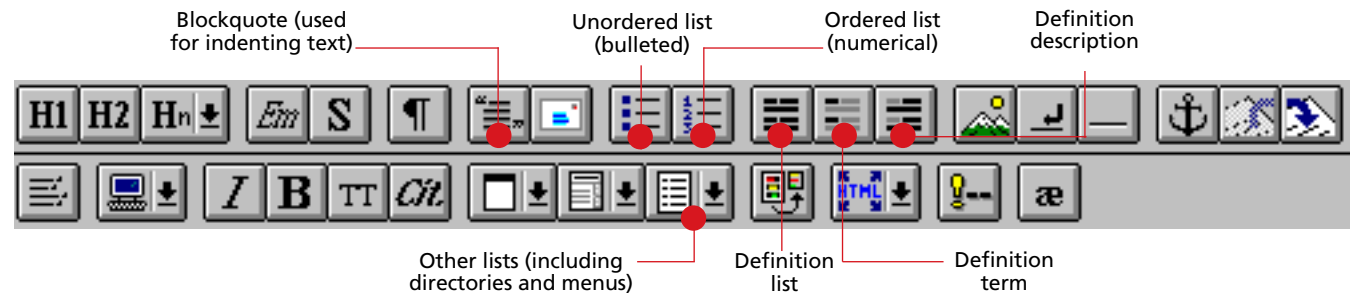 Blockquote (used
for indenting text)
Unordered list
(bulleted)
Ordered list
(numerical)
Definition
description
H1 H2 Hn Em S ¶ “ ”
I B TT Cit. HTML !-- æ
Other lists (including
directories and menus)
Definition
list
Definition
term